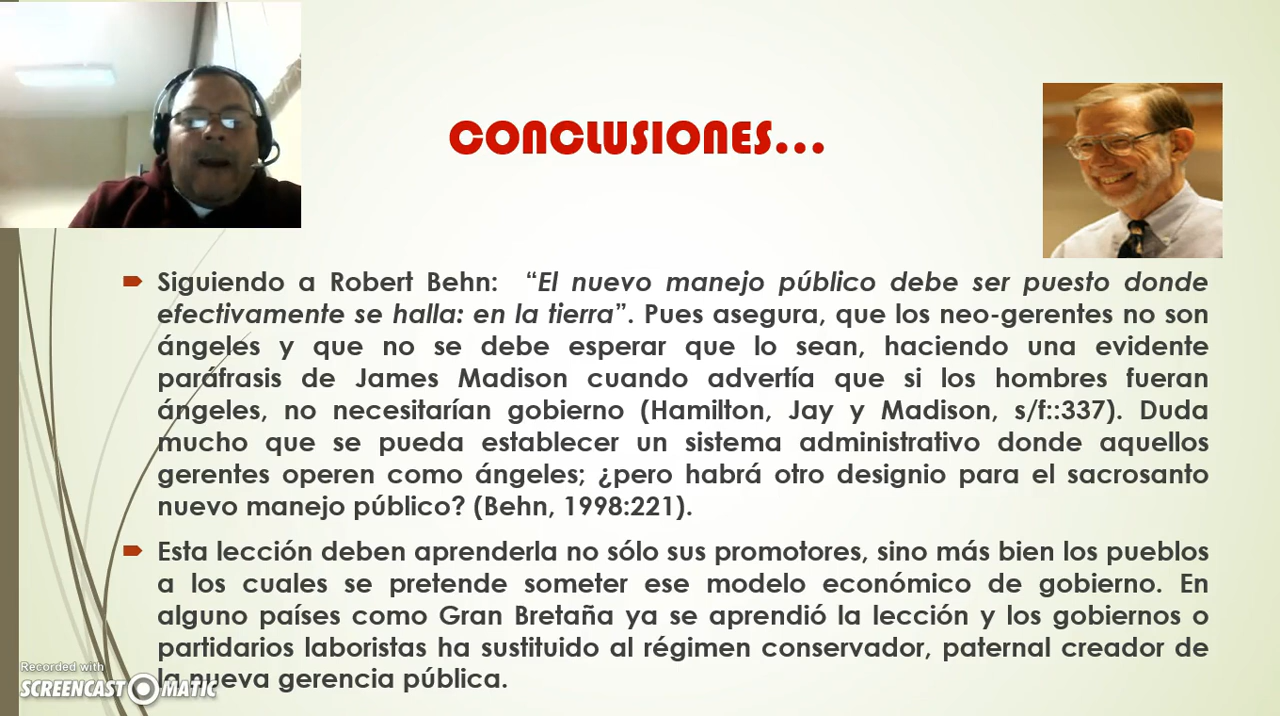 CONCLUSIONES...
Siguiendo a Robert Behn: “El nuevo manejo público debe ser puesto donde
efectivamente se halla: en la tierra”. Pues asegura, que los neo-gerentes no son
ángeles y que no se debe esperar que lo sean, haciendo una evidente
paráfrasis de James Madison cuando advertía que si los hombres fueran
ángeles, no necesitarían gobierno (Hamilton, Jay y Madison, s/f::337). Duda
mucho que se pueda establecer un sistema administrativo donde aquellos
gerentes operen como ángeles; ¿pero habrá otro designio para el sacrosanto
nuevo manejo público? (Behn, 1998:221).
Esta lección deben aprenderla no sólo sus promotores, sino más bien los pueblos
a los cuales se pretende someter ese modelo económico de gobierno. En
alguno países como Gran Bretaña ya se aprendió la lección y los gobiernos o
partidarios laboristas ha sustituido al régimen conservador, paternal creador de
la nueva gerencia pública.
Recorded with
SCREENCAST MATIC